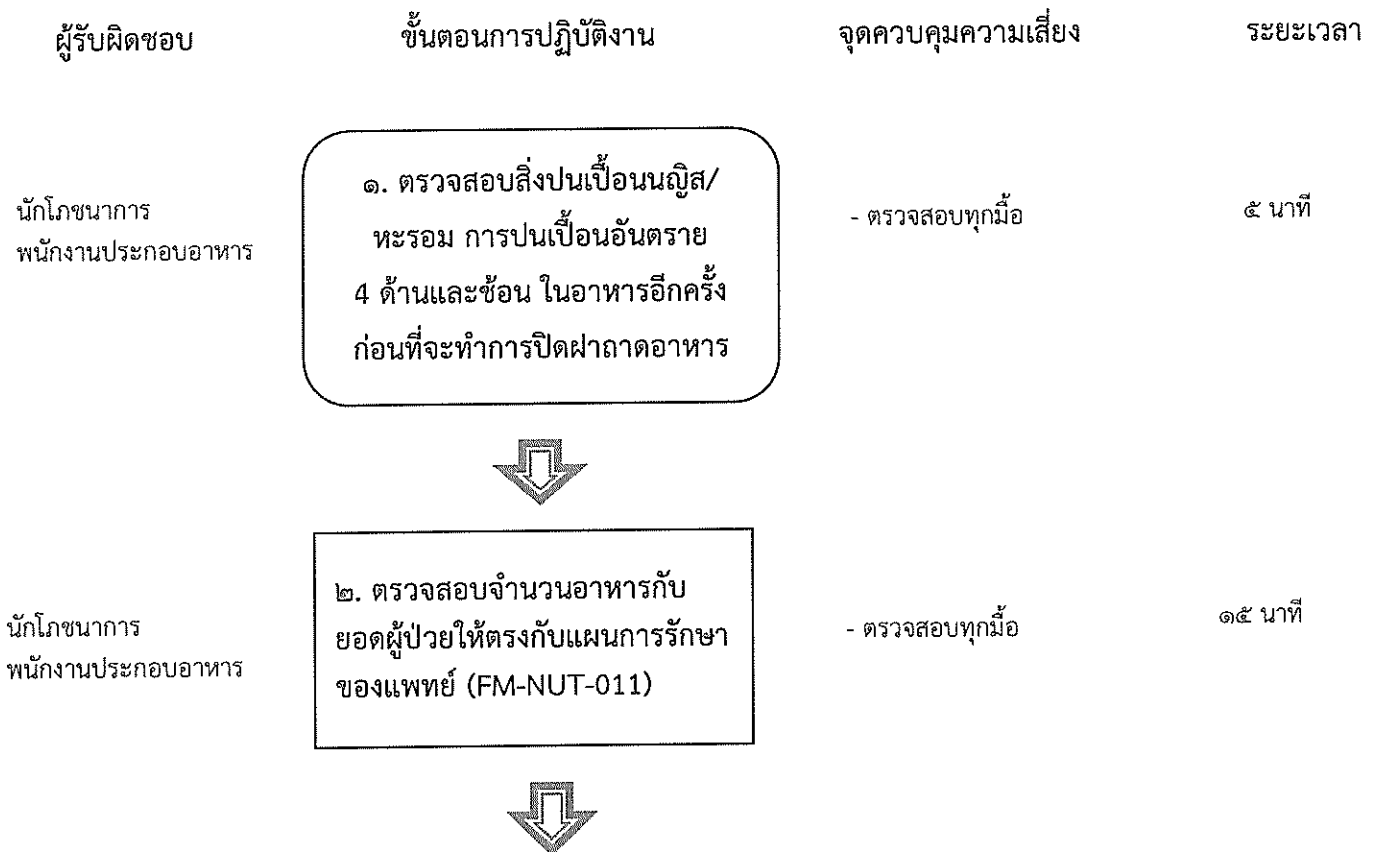 ผู้รับผิดชอบ ขั้นตอนการปฏิบัติงาน จุดควบคุมความเสี่ยง ระยะเวลา
๑. ตรวจสอบสิ่งปนเปื้อนนญิส/
หะรอม การปนเปื้อนอันตราย
4 ด้านและช้อน ในอาหารอีกครั้ง
ก่อนที่จะทำการปิดฝาถาดอาหาร
นักโภชนาการ
พนักงานประกอบอาหาร
- ตรวจสอบทุกมื้อ
๕ นาที
๒. ตรวจสอบจำนวนอาหารกับ
ยอดผู้ป่วยให้ตรงกับแผนการรักษา
ของแพทย์ (FM-NUT-011)
นักโภชนาการ
พนักงานประกอบอาหาร
- ตรวจสอบทุกมื้อ
๑๕ นาที